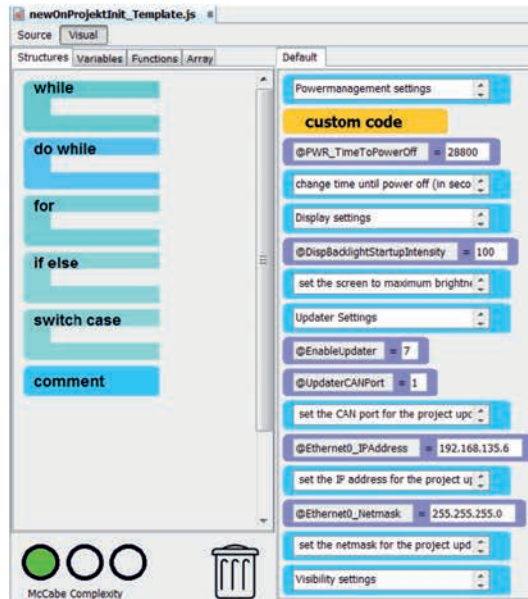 newOnProjektInit_Template.js
Source Visual
Structures Variables Functions Array
while
do while
for
if else
switch case
comment
McCabe Complexity
Default
Powermanagement settings
custom code
@PWR_TimeToPowerOff = 28800
change time until power off (in seco
Display settings
@DispBacklightStartupIntensity = 100
set the screen to maximum brightne
Updater Settings
@EnableUpdater = 7
@UpdaterCANPort = 1
set the CAN port for the project upd
@Ethernet0_IPAddress = 192.168.135.6
set the IP address for the project up
@Ethernet0_Netmask = 255.255.255.0
set the netmask for the project upd
Visibility settings